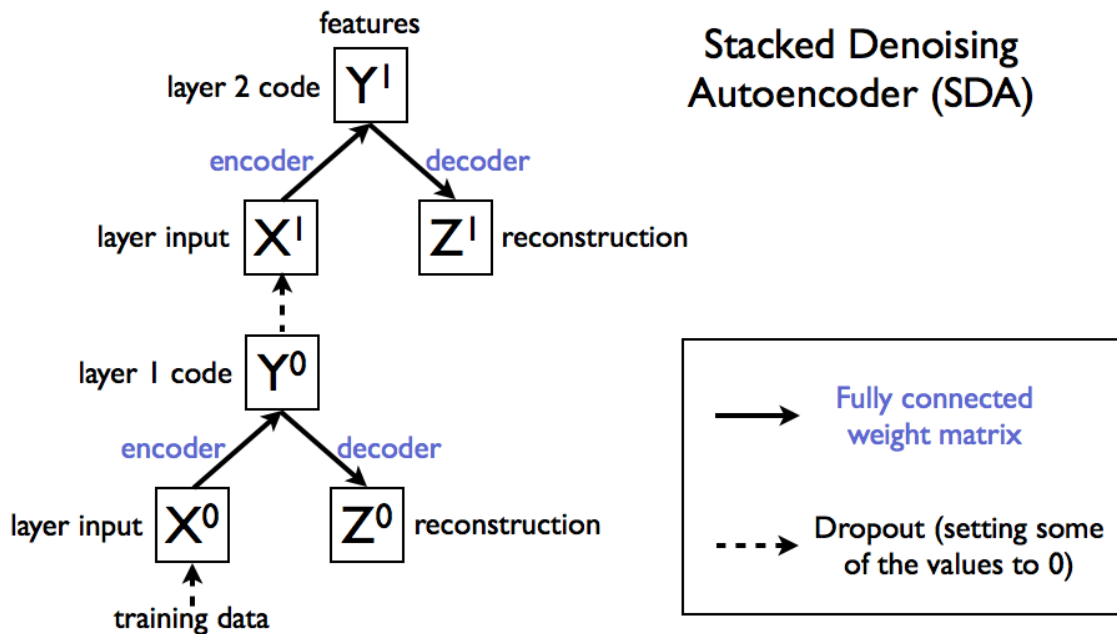 features
Stacked Denoising
Autoencoder (SDA)
layer 2 code
Y¹
encoder
decoder
layer input
X¹
Z¹
reconstruction
layer 1 code
Y⁰
encoder
decoder
layer input
X⁰
Z⁰
reconstruction
training data
Fully connected
weight matrix
Dropout (setting some
of the values to 0)